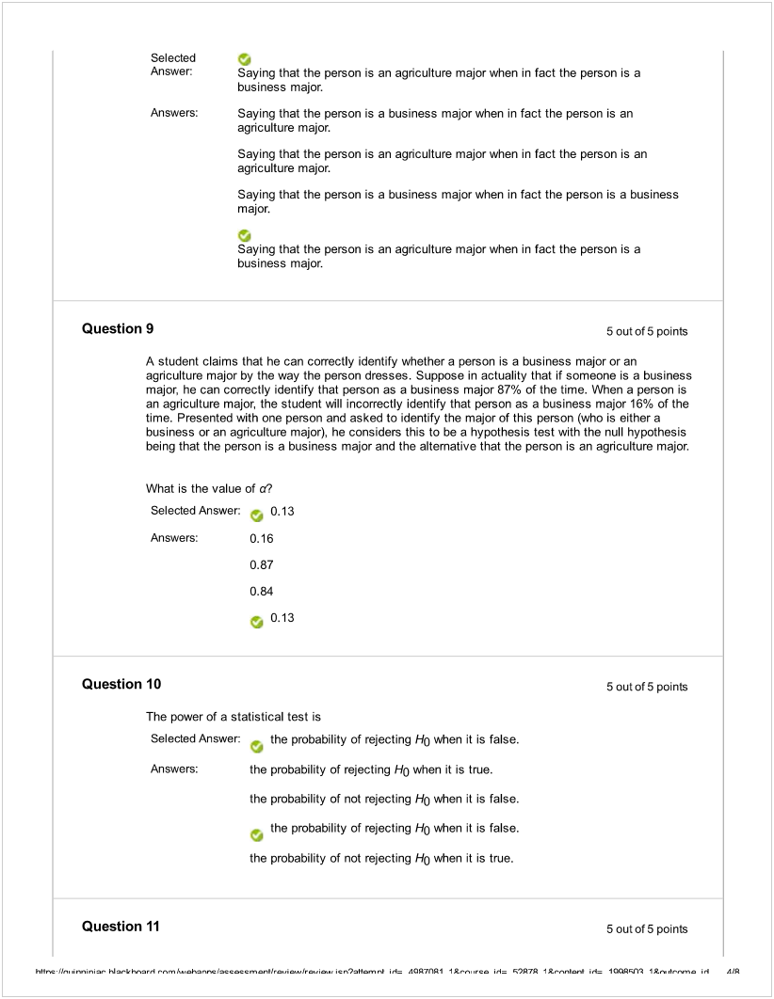 Selected
Answer:
Saying that the person is an agriculture major when in fact the person is a
business major.
Answers:
Saying that the person is a business major when in fact the person is an
agriculture major.
Saying that the person is an agriculture major when in fact the person is an
agriculture major.
Saying that the person is a business major when in fact the person is a business
major.
Saying that the person is an agriculture major when in fact the person is a
business major.
Question 9
5 out of 5 points
A student claims that he can correctly identify whether a person is a business major or an
agriculture major by the way the person dresses. Suppose in actuality that if someone is a business
major, he can correctly identify that person as a business major 87% of the time. When a person is
an agriculture major, the student will incorrectly identify that person as a business major 16% of the
time. Presented with one person and asked to identify the major of this person (who is either a
business or an agriculture major), he considers this to be a hypothesis test with the null hypothesis
being that the person is a business major and the alternative that the person is an agriculture major.
What is the value of α?
Selected Answer: 0.13
Answers: 0.16
0.87
0.84
0.13
Question 10
5 out of 5 points
The power of a statistical test is
Selected Answer: the probability of rejecting H0 when it is false.
Answers: the probability of rejecting H0 when it is true.
the probability of not rejecting H0 when it is false.
the probability of rejecting H0 when it is false.
the probability of not rejecting H0 when it is true.
Question 11
5 out of 5 points
https://quinnipiac.blackboard.com/webapps/assessment/review/review.jsp?attempt_id=_4987081_1&course_id=_52878_1&content_id=_1998503_1&outcome_id... 4/8